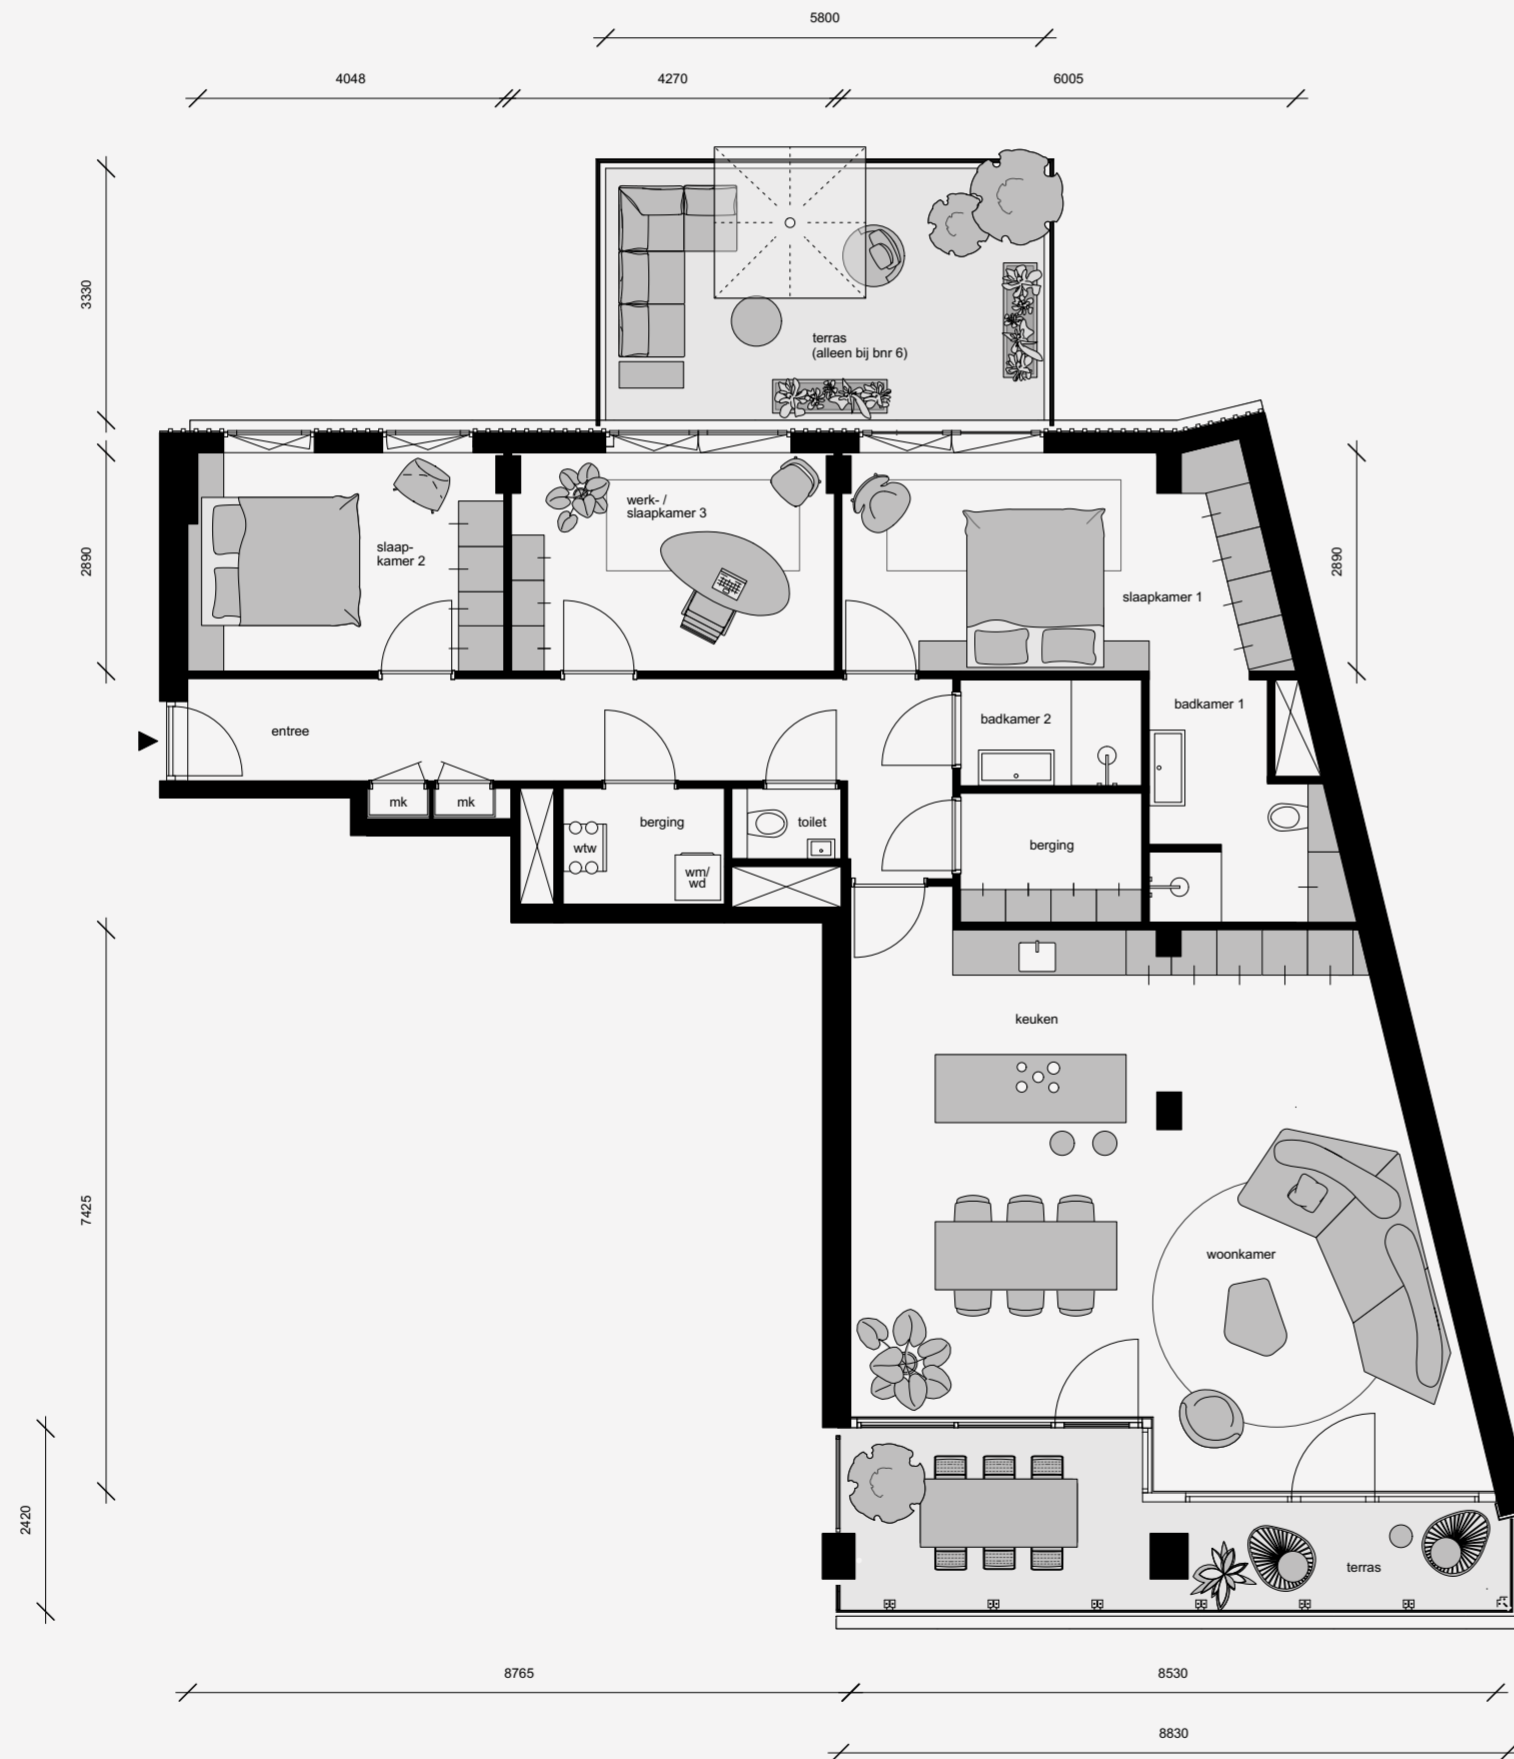 5800
4048
4270
6005
3330
terras
(alleen bij bnr 6)
2890
slaap-
kamer 2
werk- /
slaapkamer 3
slaapkamer 1
2890
entree
badkamer 2
badkamer 1
mk
mk
wtw
berging
wm/
wd
toilet
berging
keuken
7425
woonkamer
2420
terras
8765
8530
8830